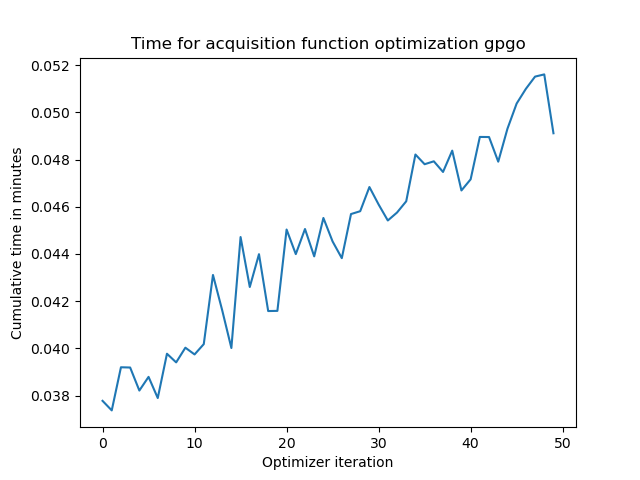 Time for acquisition function optimization gpgo
0.052
0.050
0.048
0.046
0.044
0.042
0.040
0.038
Cumulative time in minutes
0 10 20 30 40 50
Optimizer iteration